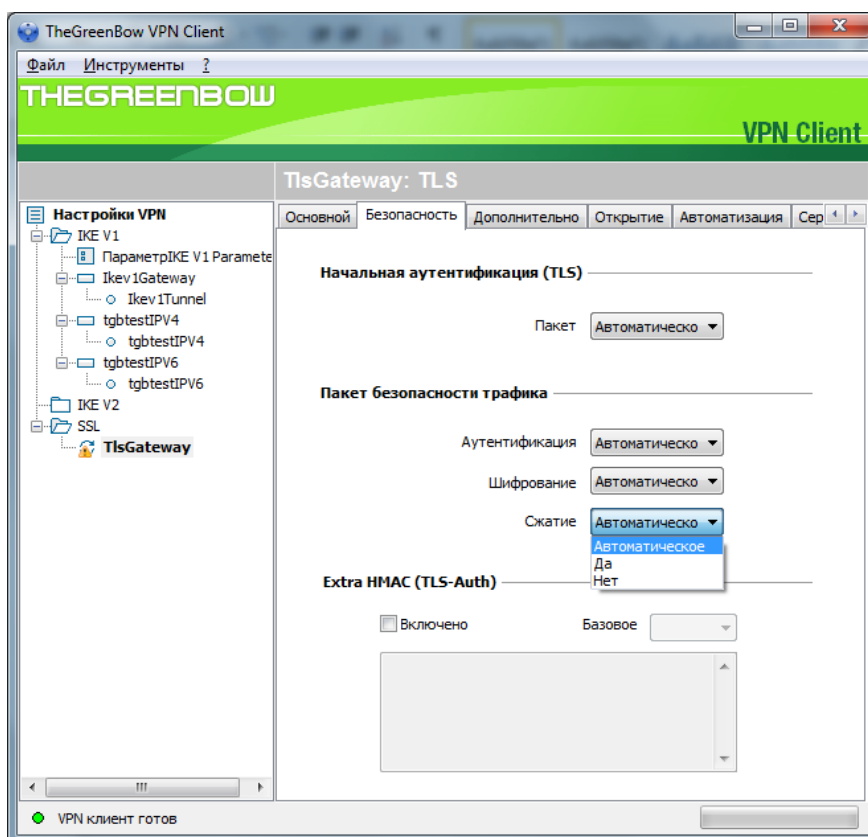 TheGreenBow VPN Client
Файл Инструменты ?
THEGREENBOW
VPN Client
TlsGateway: TLS
Настройки VPN
IKE V1
ПараметрIKE V1 Paramete
Ikev1Gateway
Ikev1Tunnel
tgbtestIPV4
tgbtestIPV4
tgbtestIPV6
tgbtestIPV6
IKE V2
SSL
TlsGateway
Основной Безопасность Дополнительно Открытие Автоматизация Сер
Начальная аутентификация (TLS)
Пакет Автоматическо
Пакет безопасности трафика
Аутентификация Автоматическо
Шифрование Автоматическо
Сжатие Автоматическо
Автоматическое
Да
Нет
Extra HMAC (TLS-Auth)
Включено Базовое
VPN клиент готов